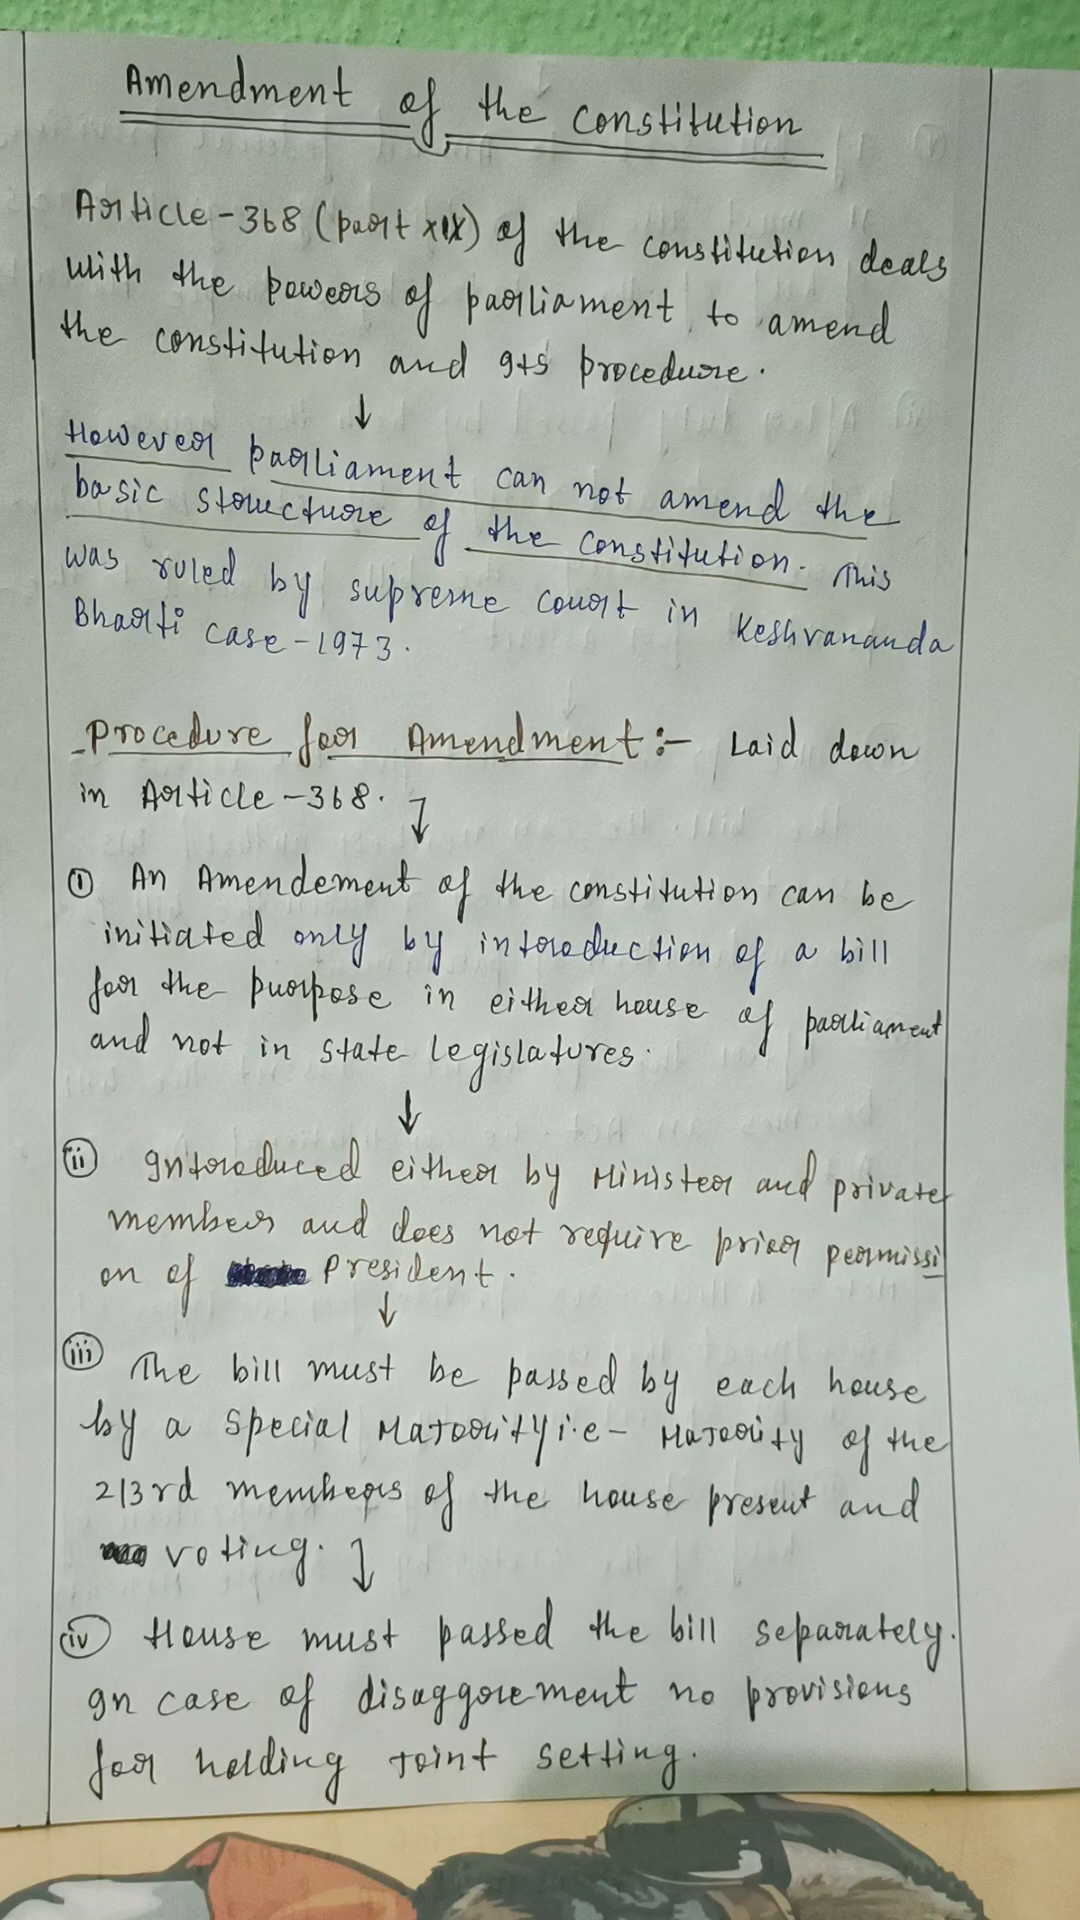 Amendment of the constitution
Article-368 (part XIX) of the constitution deals
with the powers of parliament to amend
the constitution and its procedure.
However parliament can not amend the
basic structure of the constitution. This
was ruled by supreme court in Keshvananda
Bharti case-1973.
Procedure for Amendment:- Laid down
in Article-368.
① An Amendement of the constitution can be
initiated only by introduction of a bill
for the purpose in either house of parliament
and not in state legislatures.
ii Introduced either by Minister and private
members and does not require prior permissi
on of President.
iii The bill must be passed by each house
by a special Majority i.e- Majority of the
2/3rd members of the house present and
voting.
iv House must passed the bill separately.
In case of disaggrement no provisions
for holding Joint setting.